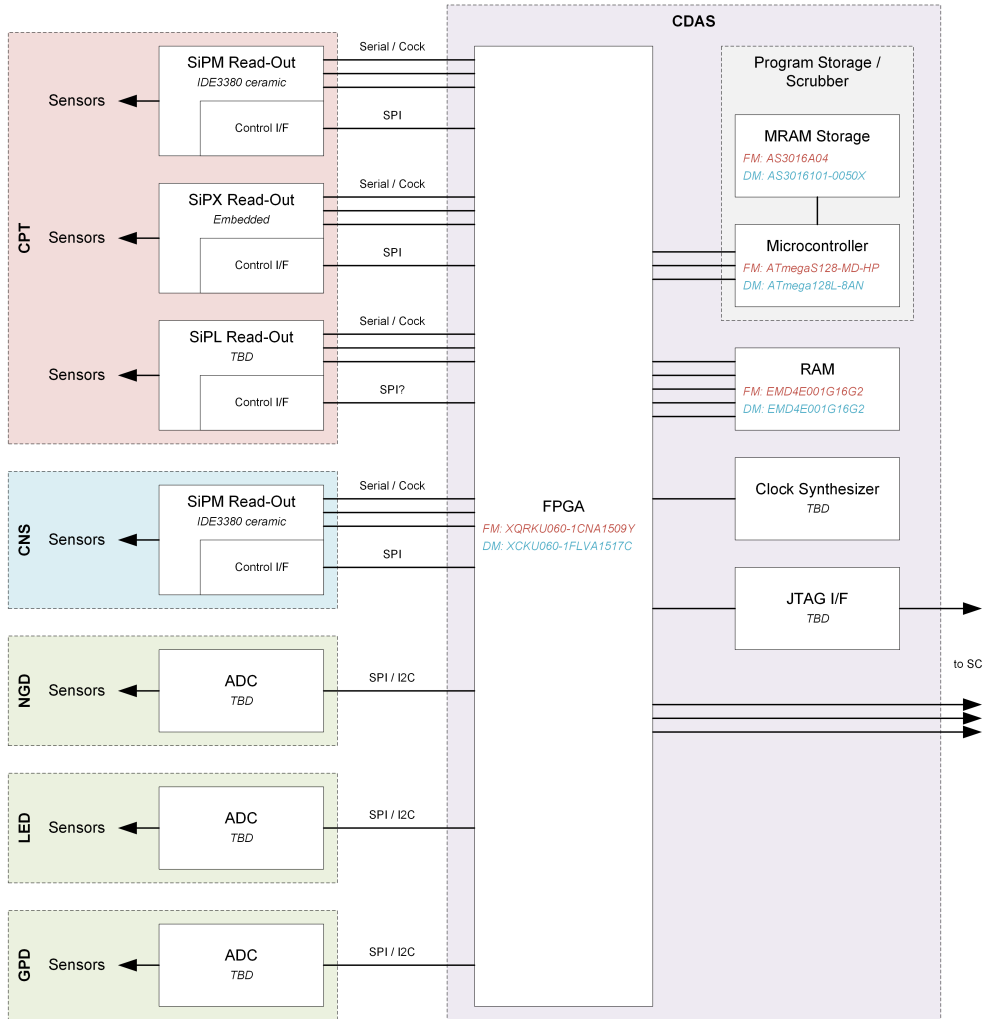 CDAS
CPT
Sensors
SiPM Read-Out
IDE3380 ceramic
Control I/F
Serial / Cock
SPI
Sensors
SiPX Read-Out
Embedded
Control I/F
Serial / Cock
SPI
Sensors
SiPL Read-Out
TBD
Control I/F
Serial / Cock
SPI?
CNS
Sensors
SiPM Read-Out
IDE3380 ceramic
Control I/F
Serial / Cock
SPI
NGD
Sensors
ADC
TBD
SPI / I2C
LED
Sensors
ADC
TBD
SPI / I2C
GPD
Sensors
ADC
TBD
SPI / I2C
FPGA
FM: XQRKU060-1CNA1509Y
DM: XCKU060-1FLVA1517C
Program Storage /
Scrubber
MRAM Storage
FM: AS3016A04
DM: AS3016101-0050X
Microcontroller
FM: ATmegaS128-MD-HP
DM: ATmega128L-8AN
RAM
FM: EMD4E001G16G2
DM: EMD4E001G16G2
Clock Synthesizer
TBD
JTAG I/F
TBD
to SC